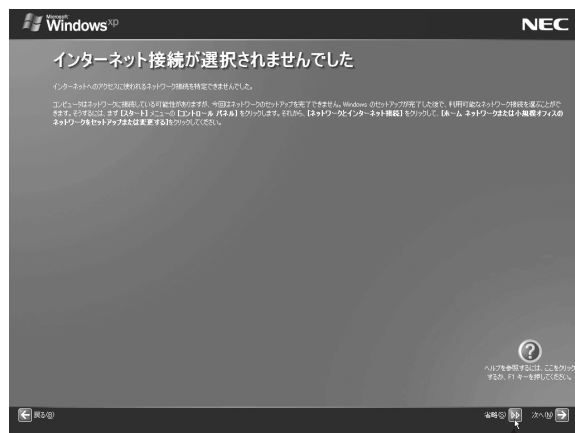 Microsoft
Windows xp
NEC
インターネット接続が選択されませんでした
インターネットへのアクセスに使われるネットワーク接続を特定できませんでした。
コンピュータはネットワークに接続している可能性がありますが、今回はネットワークのセットアップを完了できません。Windows のセットアップが完了した後で、利用可能なネットワーク接続を選ぶことがで
きます。そうするには、まず [スタート] メニューの [コントロール パネル] をクリックします。それから、[ネットワークとインターネット接続] をクリックして、[ホーム ネットワークまたは小規模オフィスの
ネットワークをセットアップまたは変更する]をクリックしてください。
ヘルプを参照するには、ここをクリック
するか、F1 キーを押してください。
戻る(B)
省略(S)
次へ(N)